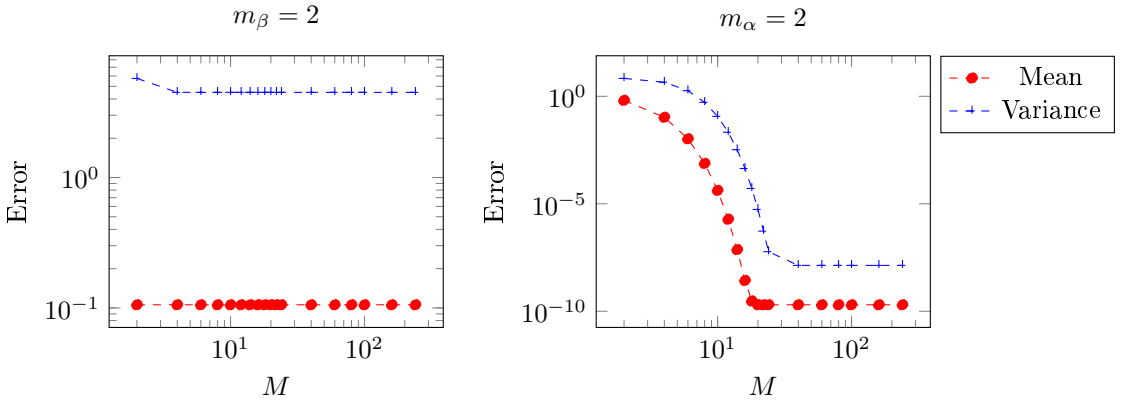 m_β = 2
10^0
10^{-1}
Error
10^1 10^2
M
m_α = 2
10^0
10^{-5}
10^{-10}
Error
10^1 10^2
M
Mean
Variance